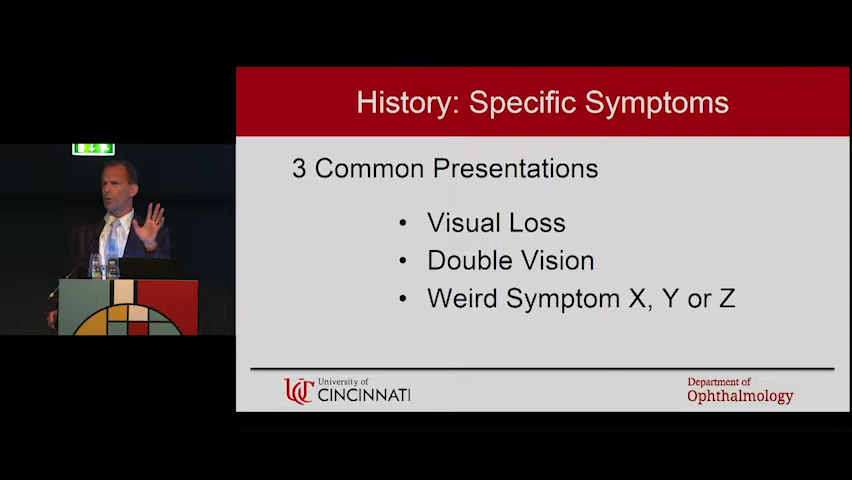 History: Specific Symptoms
3 Common Presentations
• Visual Loss
• Double Vision
• Weird Symptom X, Y or Z
UC
University of
CINCINNATI
Department of
Ophthalmology